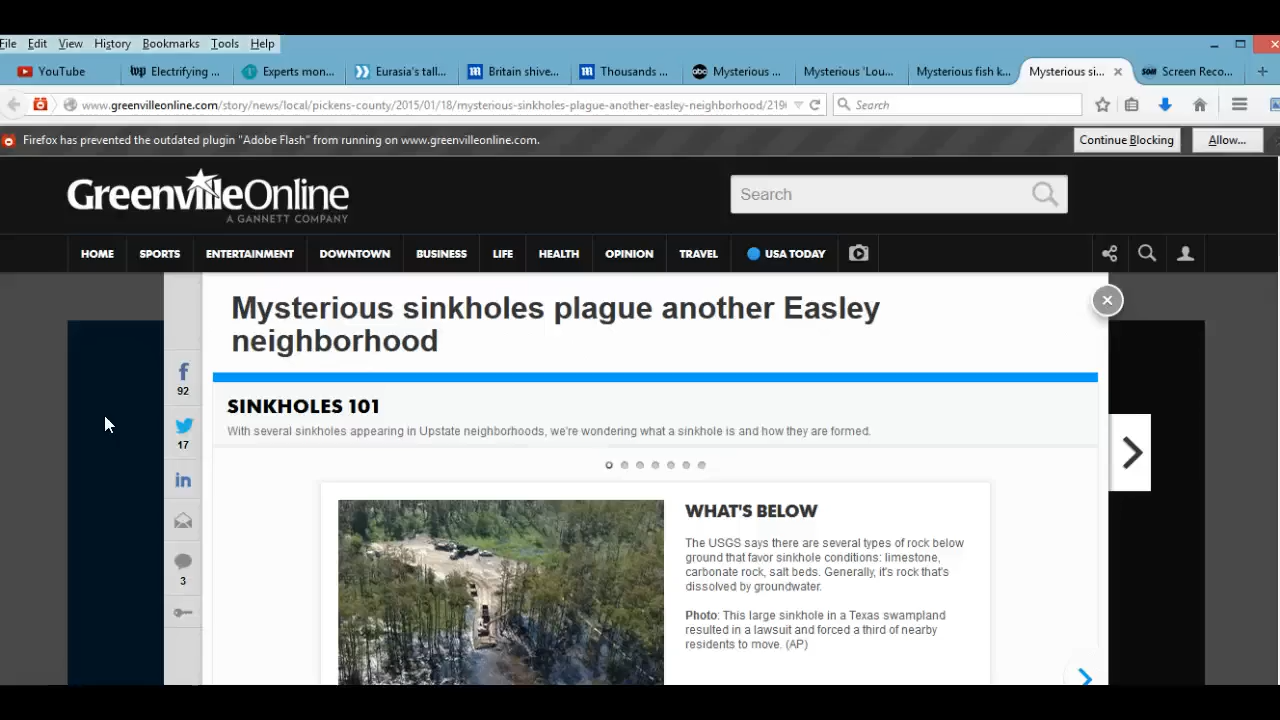 File Edit View History Bookmarks Tools Help
YouTube Electrifying ... Experts mon... Eurasia's tall... Britain shive... Thousands ... Mysterious ... Mysterious 'Lou... Mysterious fish k... Mysterious si... Screen Reco...
www.greenvilleonline.com/story/news/local/pickens-county/2015/01/18/mysterious-sinkholes-plague-another-easley-neighborhood/219 Search
Firefox has prevented the outdated plugin "Adobe Flash" from running on www.greenvilleonline.com. Continue Blocking Allow...
GreenvilleOnline
A GANNETT COMPANY
Search
HOME SPORTS ENTERTAINMENT DOWNTOWN BUSINESS LIFE HEALTH OPINION TRAVEL USA TODAY
Mysterious sinkholes plague another Easley
neighborhood
92
17
3
SINKHOLES 101
With several sinkholes appearing in Upstate neighborhoods, we're wondering what a sinkhole is and how they are formed.
WHAT'S BELOW
The USGS says there are several types of rock below
ground that favor sinkhole conditions: limestone,
carbonate rock, salt beds. Generally, it's rock that's
dissolved by groundwater.
Photo: This large sinkhole in a Texas swampland
resulted in a lawsuit and forced a third of nearby
residents to move. (AP)